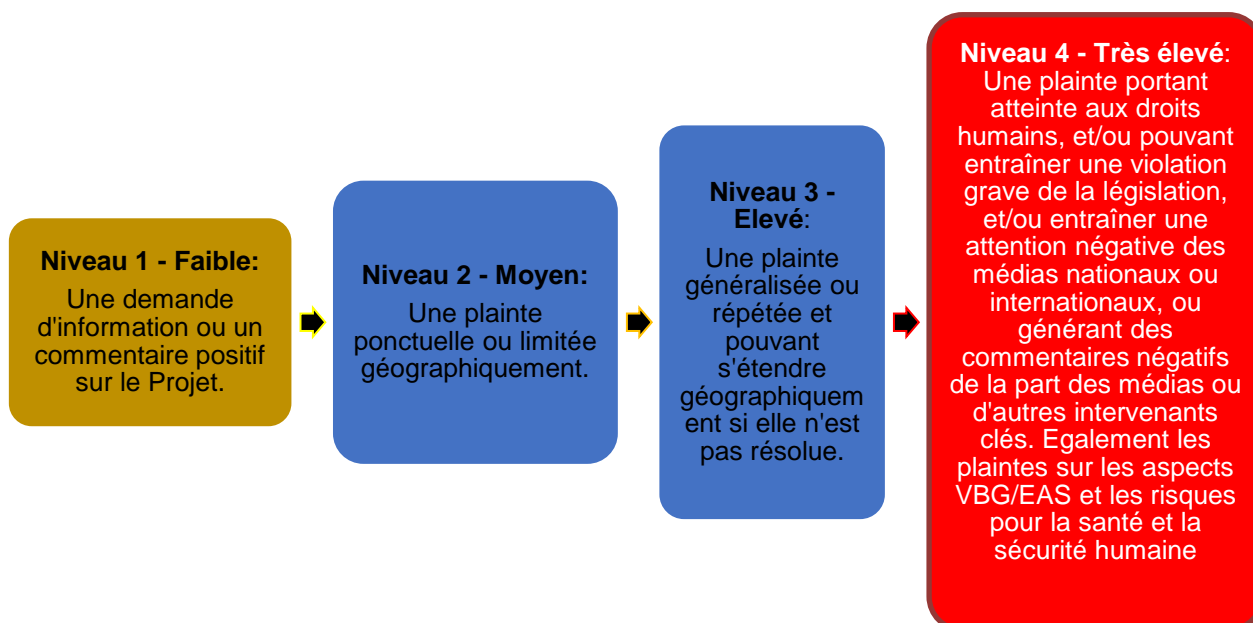 Niveau 1 - Faible:
Une demande
d'information ou un
commentaire positif
sur le Projet.
Niveau 2 - Moyen:
Une plainte
ponctuelle ou limitée
géographiquement.
Niveau 3 -
Elevé:
Une plainte
généralisée ou
répétée et
pouvant
s'étendre
géographiquem
ent si elle n'est
pas résolue.
Niveau 4 - Très élevé:
Une plainte portant
atteinte aux droits
humains, et/ou pouvant
entraîner une violation
grave de la législation,
et/ou entraîner une
attention négative des
médias nationaux ou
internationaux, ou
générant des
commentaires négatifs
de la part des médias ou
d'autres intervenants
clés. Egalement les
plaintes sur les aspects
VBG/EAS et les risques
pour la santé et la
sécurité humaine